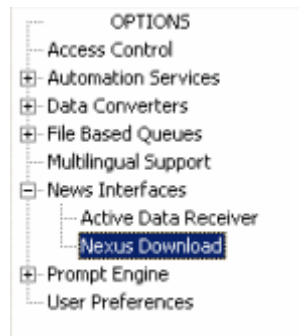 OPTIONS
Access Control
Automation Services
Data Converters
File Based Queues
Multilingual Support
News Interfaces
Active Data Receiver
Nexus Download
Prompt Engine
User Preferences